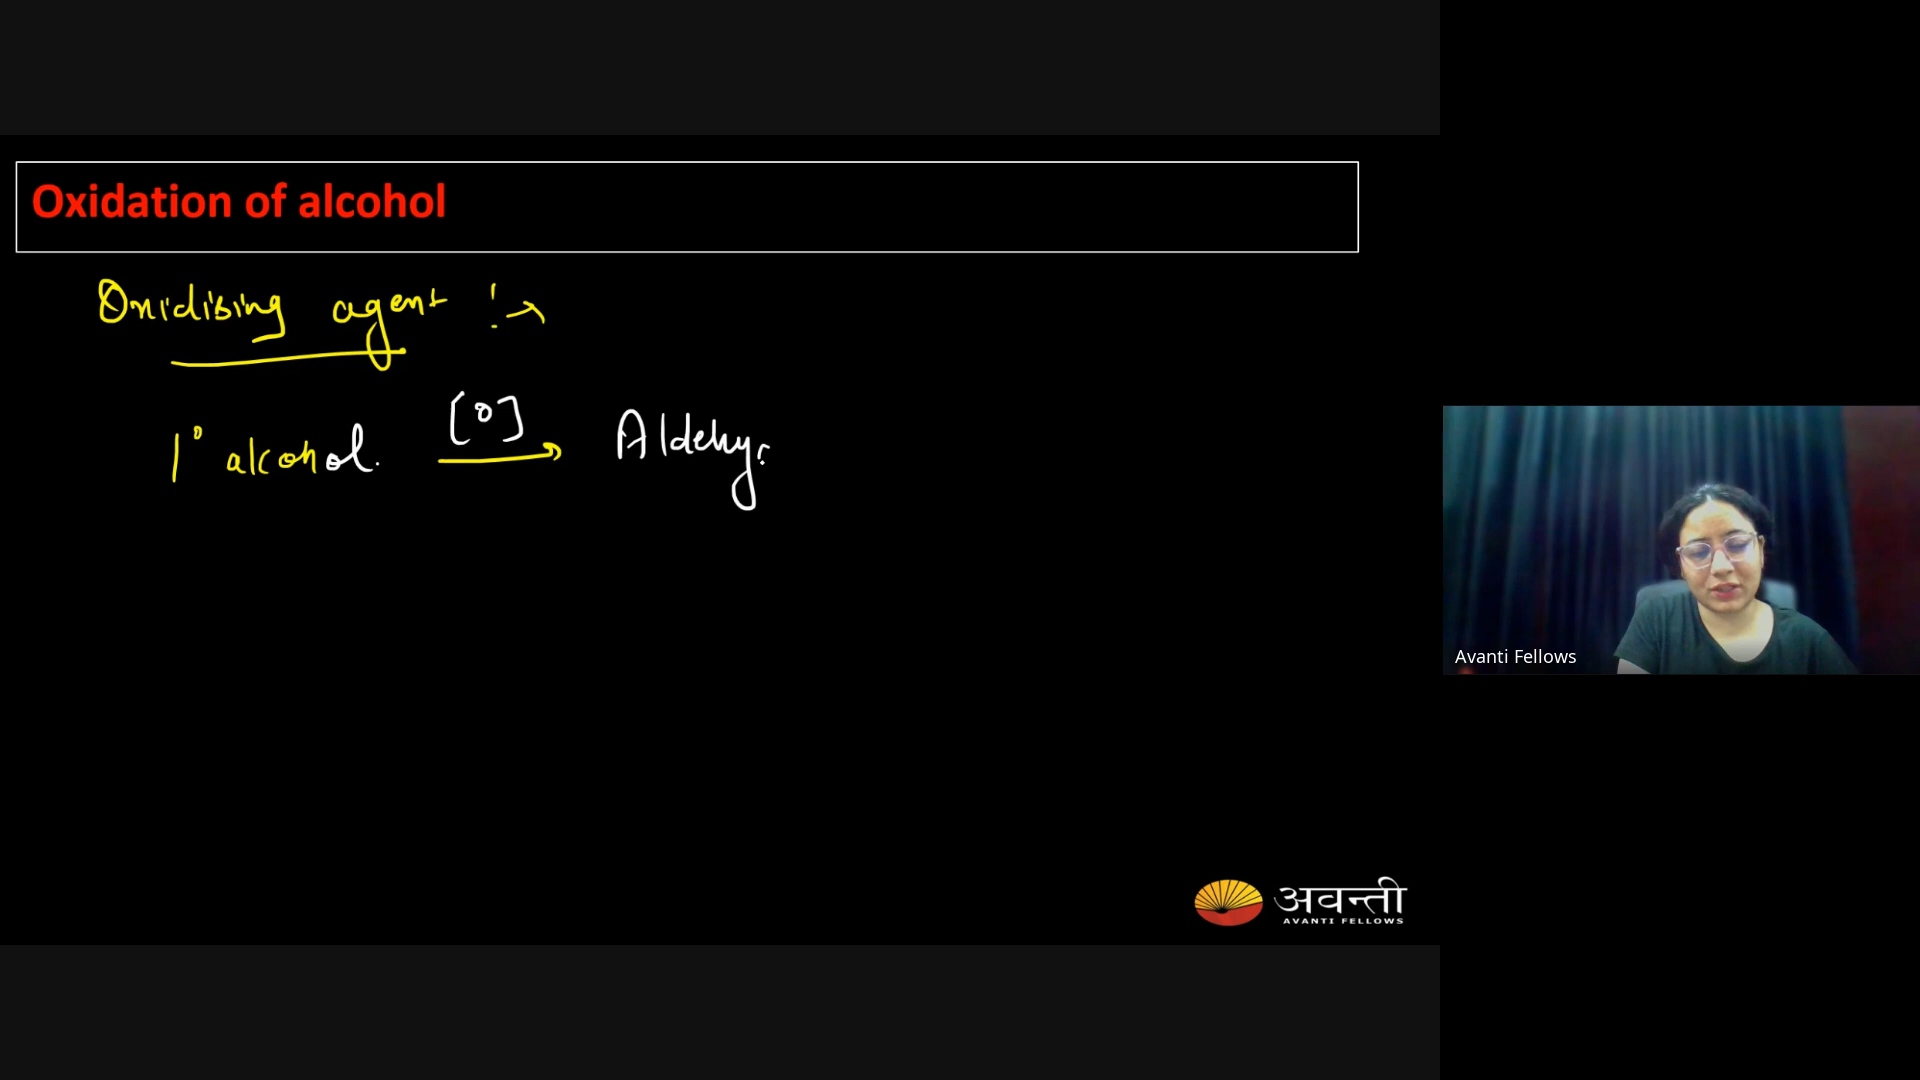 Oxidation of alcohol
Oxidising agent :→
1° alcohol. [O] → Aldehy
Avanti Fellows
अवन्ती
AVANTI FELLOWS